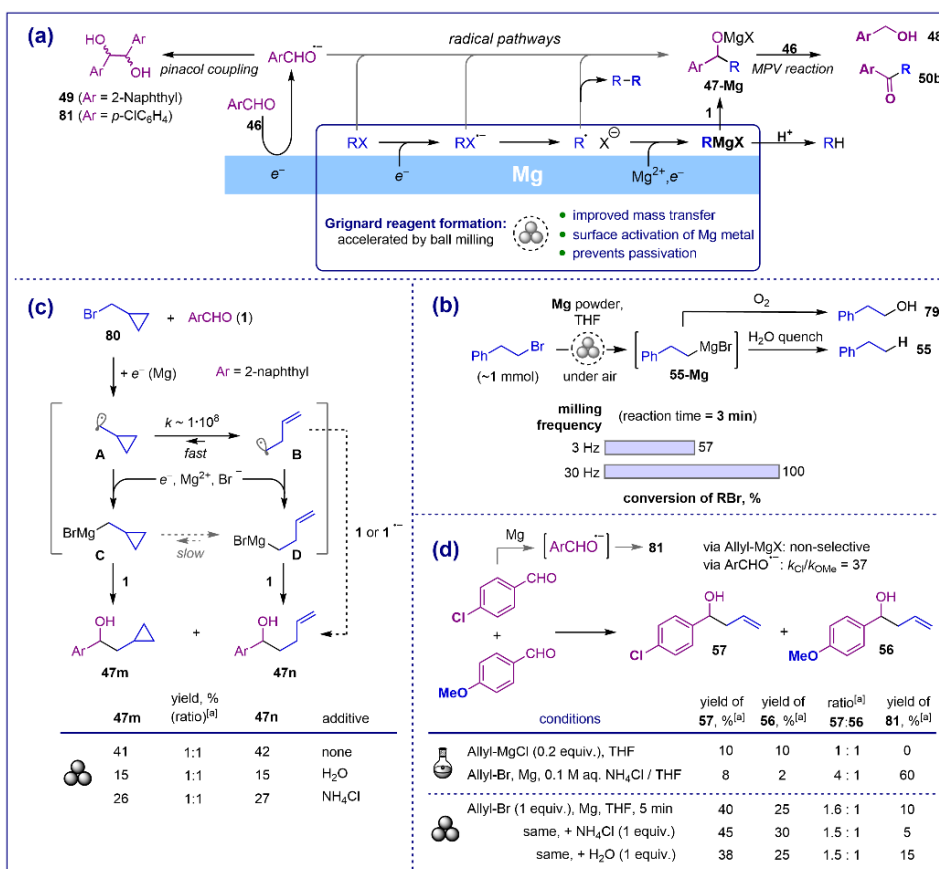 (a)
HO Ar
Ar OH
pinacol coupling
49 (Ar = 2-Naphthyl)
81 (Ar = p-ClC6H4)
ArCHO•−
ArCHO
46
e−
radical pathways
R–R
OMgX
Ar R
47-Mg
46
MPV reaction
Ar OH 48
Ar R 50b
O
1
RX
e−
RX•−
R• X⊖
Mg2+,e−
RMgX
H+
RH
Mg
Grignard reagent formation:
accelerated by ball milling
• improved mass transfer
• surface activation of Mg metal
• prevents passivation
(c)
Br
80
+ ArCHO (1)
+ e− (Mg)
Ar = 2-naphthyl
k ~ 1·10^8
fast
A
B
e−, Mg2+, Br−
BrMg
C
slow
BrMg
D
1 or 1•−
1
1
OH
Ar
47m
+
OH
Ar
47n
47m yield, % (ratio)[a] 47n additive
41 1:1 42 none
15 1:1 15 H2O
26 1:1 27 NH4Cl
(b)
Ph Br
(~1 mmol)
Mg powder,
THF
under air
Ph MgBr
55-Mg
O2
Ph OH 79
H2O quench
Ph H 55
milling
frequency
(reaction time = 3 min)
3 Hz 57
30 Hz 100
conversion of RBr, %
(d)
Mg
ArCHO•−
81
via Allyl-MgX: non-selective
via ArCHO•−: kCl/kOMe = 37
CHO
Cl
+
CHO
MeO
OH
Cl
57
+
OH
MeO
56
conditions
yield of 57, %[a]
yield of 56, %[a]
ratio[a] 57:56
yield of 81, %[a]
Allyl-MgCl (0.2 equiv.), THF 10 10 1 : 1 0
Allyl-Br, Mg, 0.1 M aq. NH4Cl / THF 8 2 4 : 1 60
Allyl-Br (1 equiv.), Mg, THF, 5 min 40 25 1.6 : 1 10
same, + NH4Cl (1 equiv.) 45 30 1.5 : 1 5
same, + H2O (1 equiv.) 38 25 1.5 : 1 15